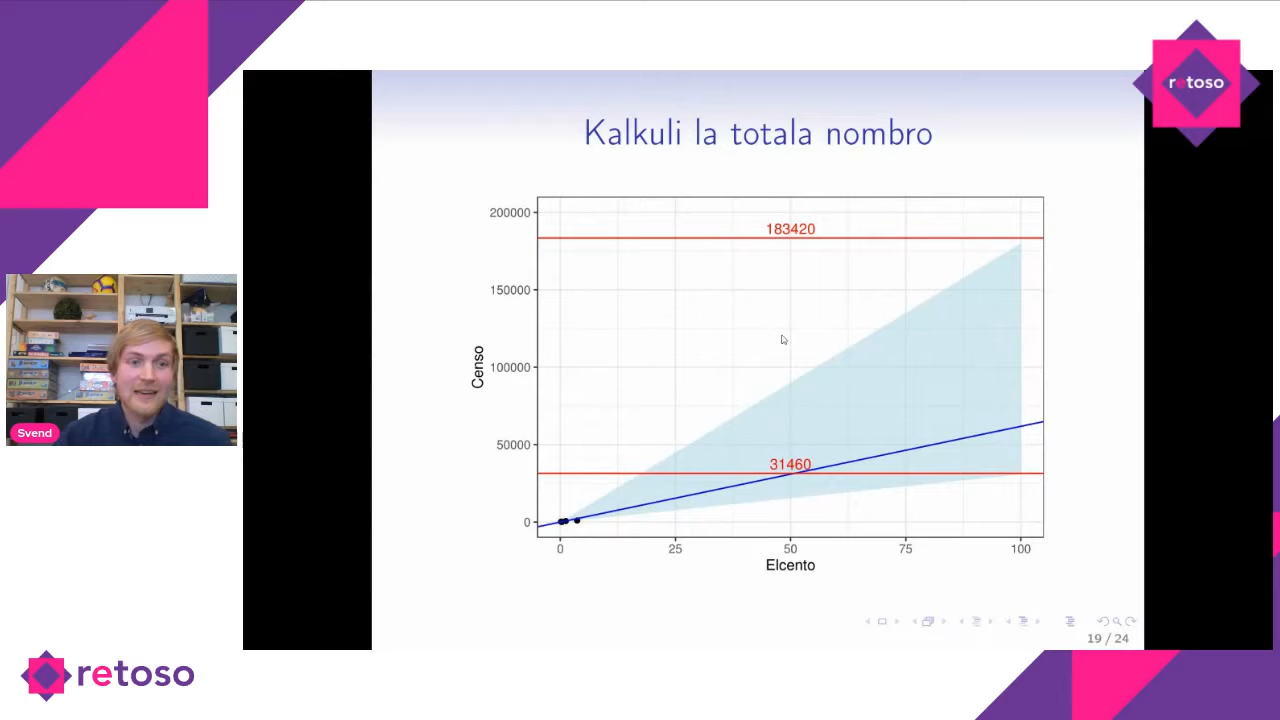 retoso
Kalkuli la totala nombro
200000
183420
150000
Censo
100000
50000
31460
0
0
25
50
75
100
Elcento
Svend
19 / 24
retoso